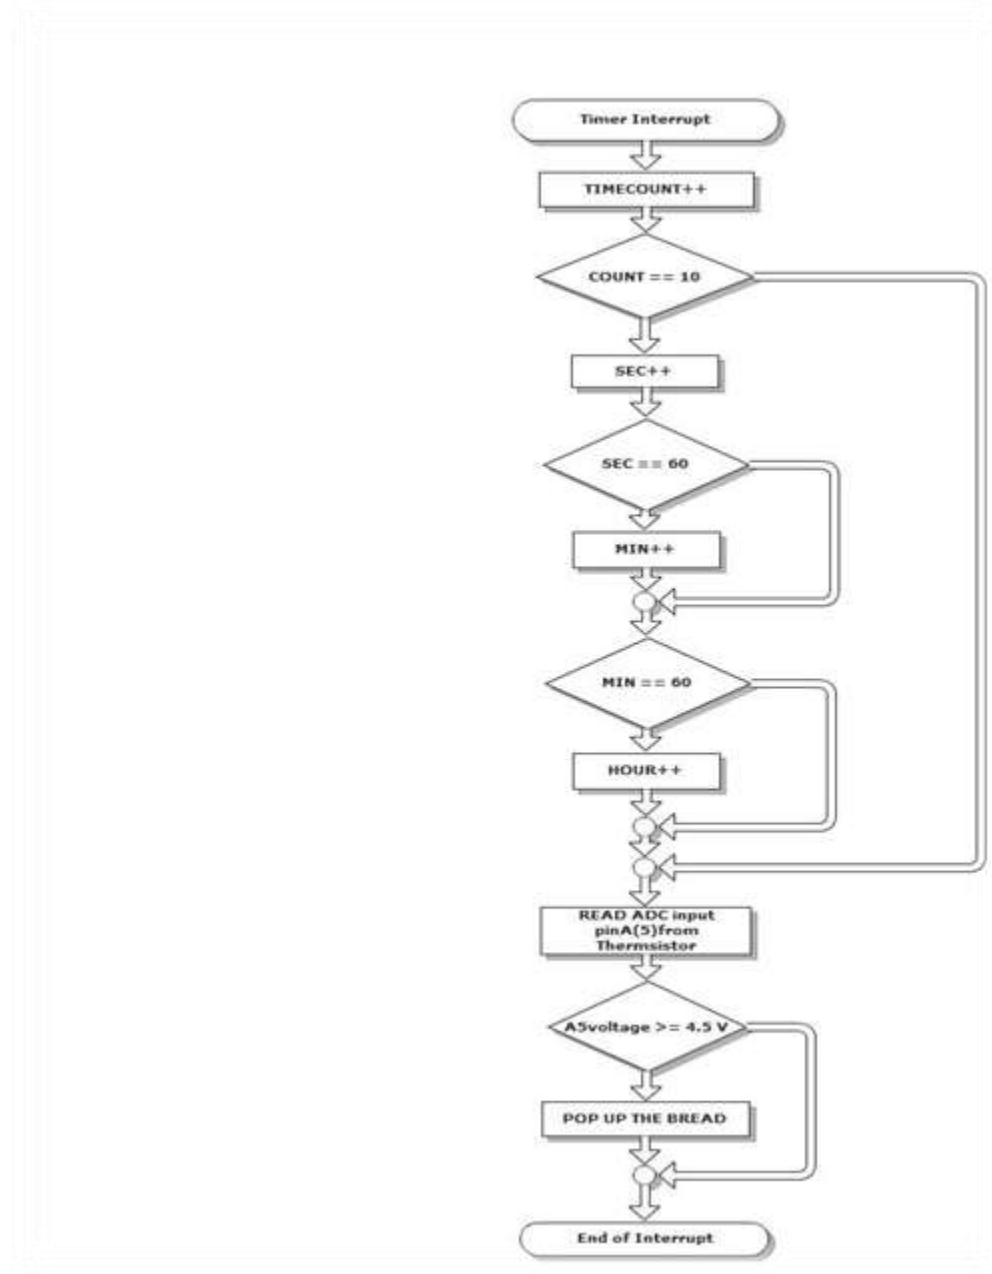 Timer Interrupt
TIMECOUNT++
COUNT == 10
SEC++
SEC == 60
MIN++
MIN == 60
HOUR++
READ ADC input
pinA(5)from
Thermsistor
A5voltage >= 4.5 V
POP UP THE BREAD
End of Interrupt